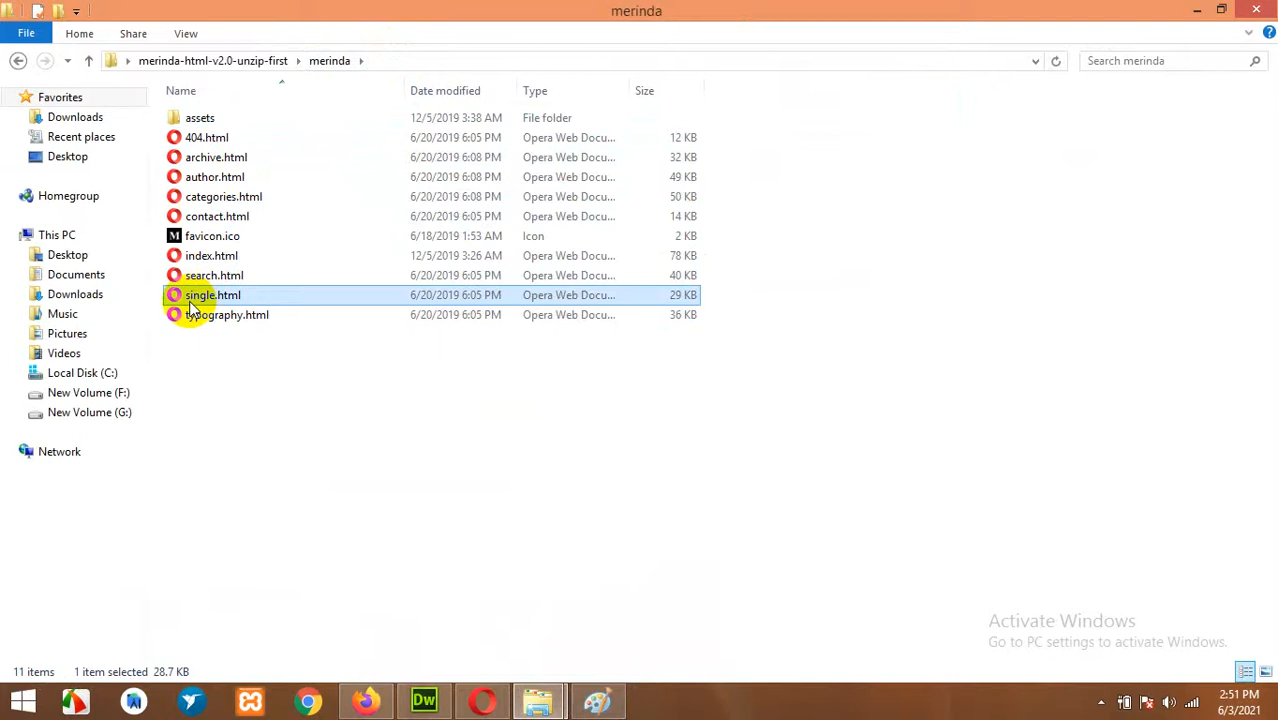 merinda
File Home Share View
merinda-html-v2.0-unzip-first merinda Search merinda
Name Date modified Type Size
Favorites
Downloads
Recent places
Desktop
Homegroup
This PC
Desktop
Documents
Downloads
Music
Pictures
Videos
Local Disk (C:)
New Volume (F:)
New Volume (G:)
Network
assets 12/5/2019 3:38 AM File folder
404.html 6/20/2019 6:05 PM Opera Web Docu... 12 KB
archive.html 6/20/2019 6:08 PM Opera Web Docu... 32 KB
author.html 6/20/2019 6:08 PM Opera Web Docu... 49 KB
categories.html 6/20/2019 6:08 PM Opera Web Docu... 50 KB
contact.html 6/20/2019 6:05 PM Opera Web Docu... 14 KB
favicon.ico 6/18/2019 1:53 AM Icon 2 KB
index.html 12/5/2019 3:26 AM Opera Web Docu... 78 KB
search.html 6/20/2019 6:05 PM Opera Web Docu... 40 KB
single.html 6/20/2019 6:05 PM Opera Web Docu... 29 KB
typography.html 6/20/2019 6:05 PM Opera Web Docu... 36 KB
Activate Windows
Go to PC settings to activate Windows.
11 items 1 item selected 28.7 KB
Dw
2:51 PM
6/3/2021